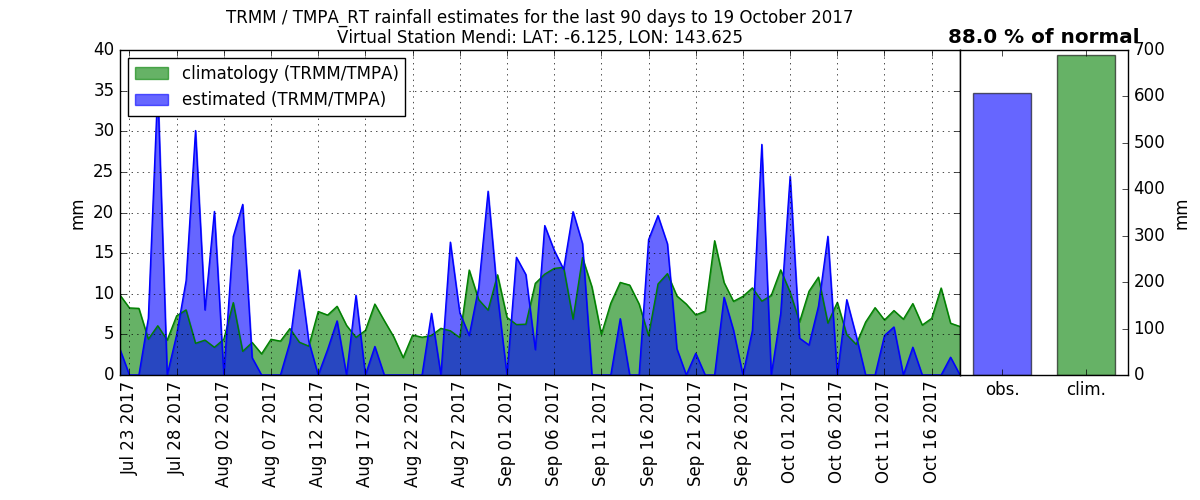 TRMM / TMPA_RT rainfall estimates for the last 90 days to 19 October 2017
Virtual Station Mendi: LAT: -6.125, LON: 143.625
88.0 % of normal
climatology (TRMM/TMPA)
estimated (TRMM/TMPA)
40
35
30
25
20
15
10
5
0
mm
Jul 23 2017
Jul 28 2017
Aug 02 2017
Aug 07 2017
Aug 12 2017
Aug 17 2017
Aug 22 2017
Aug 27 2017
Sep 01 2017
Sep 06 2017
Sep 11 2017
Sep 16 2017
Sep 21 2017
Sep 26 2017
Oct 01 2017
Oct 06 2017
Oct 11 2017
Oct 16 2017
700
600
500
400
300
200
100
0
mm
obs.
clim.